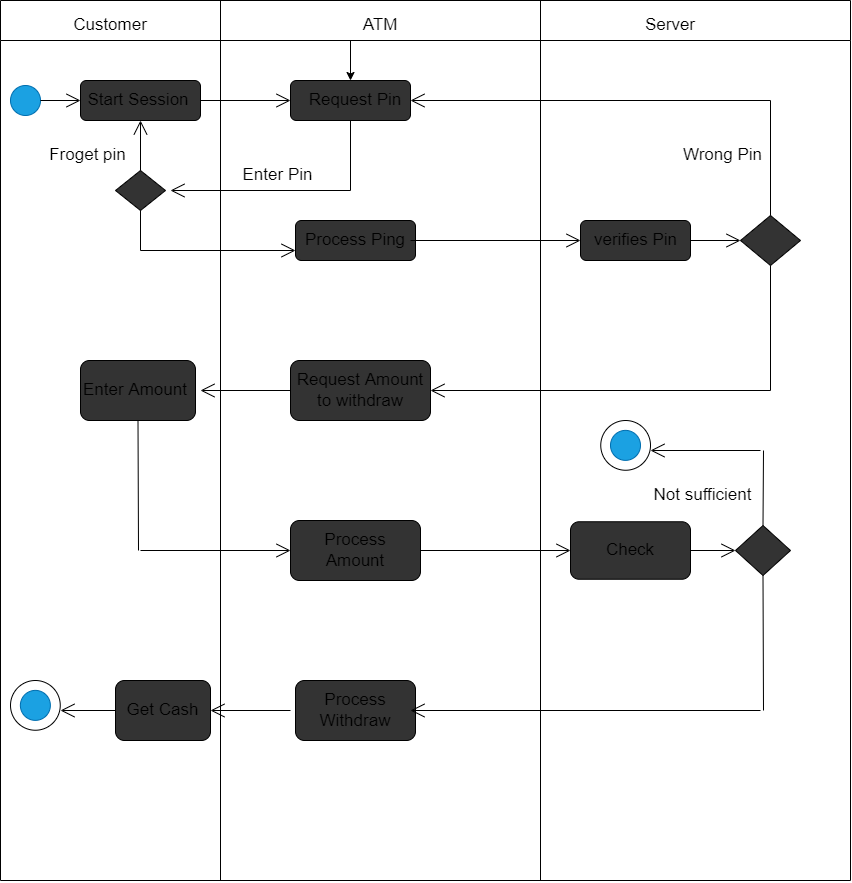 Customer
ATM
Server
Start Session
Request Pin
Froget pin
Enter Pin
Wrong Pin
Process Ping
verifies Pin
Enter Amount
Request Amount
to withdraw
Not sufficient
Process
Amount
Check
Get Cash
Process
Withdraw